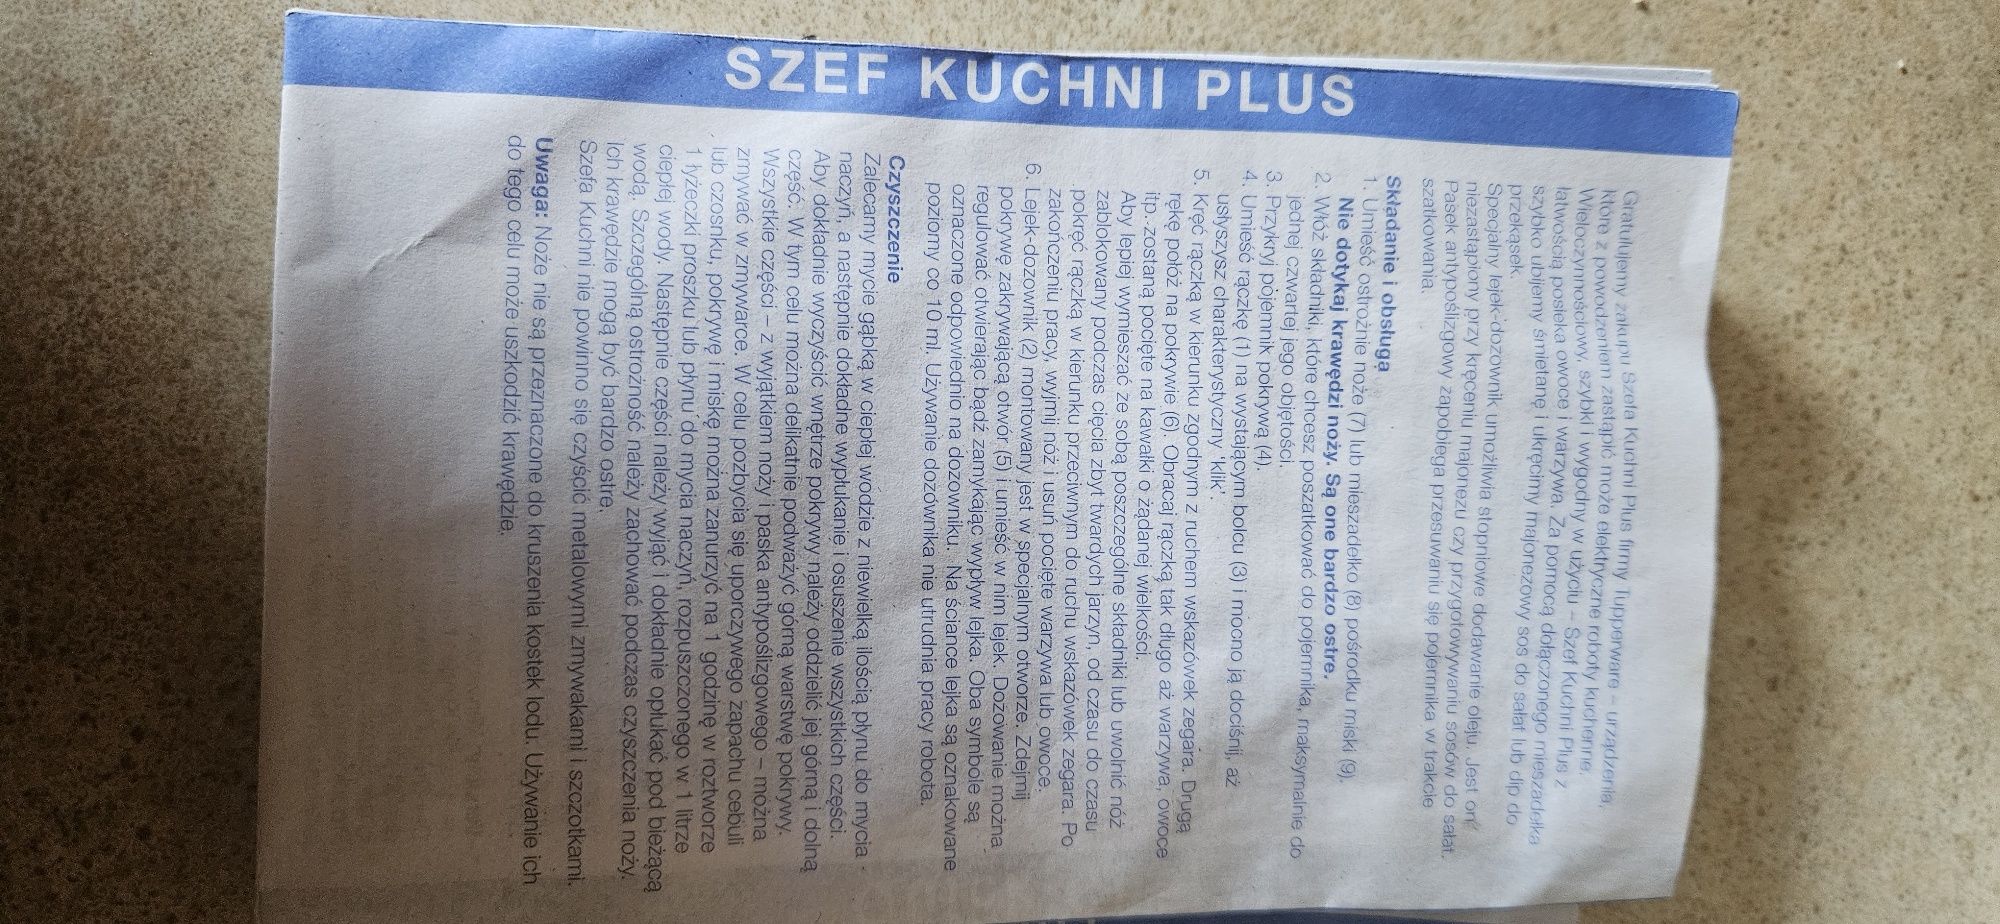 SZEF KUCHNI PLUS
Gratulujemy zakupu Szefa Kuchni Plus firmy Tupperware – urządzenia,
które z powodzeniem zastąpić może elektryczne roboty kuchenne.
Wieloczynnościowy, szybki i wygodny w użyciu – Szef Kuchni Plus z
łatwością posieka owoce i warzywa. Za pomocą dołączonego mieszadełka
szybko ubijemy śmietanę i ukręcimy majonezowy sos do sałat lub dip do
przekąsek.
Specjalny lejek-dozownik umożliwia stopniowe dodawanie oleju. Jest on
niezastąpiony przy kręceniu majonezu czy przygotowywaniu sosów do sałat.
Pasek antypoślizgowy zapobiega przesuwaniu się pojemnika w trakcie
szatkowania.
Składanie i obsługa
1. Umieść ostrożnie noże (7) lub mieszadełko (8) pośrodku miski (9).
Nie dotykaj krawędzi noży. Są one bardzo ostre.
2. Włóż składniki, które chcesz poszatkować do pojemnika, maksymalnie do
jednej czwartej jego objętości.
3. Przykryj pojemnik pokrywą (4).
4. Umieść rączkę (1) na wystającym bolcu (3) i mocno ją dociśnij, aż
usłyszysz charakterystyczny 'klik'.
5. Kręć rączką w kierunku zgodnym z ruchem wskazówek zegara. Drugą
rękę połóż na pokrywie (6). Obracaj rączką tak długo aż warzywa, owoce
itp. zostaną pocięte na kawałki o żądanej wielkości.
Aby lepiej wymieszać ze sobą poszczególne składniki lub uwolnić nóż
zablokowany podczas cięcia zbyt twardych jarzyn, od czasu do czasu
pokręć rączką w kierunku przeciwnym do ruchu wskazówek zegara. Po
zakończeniu pracy, wyjmij nóż i usuń pocięte warzywa lub owoce.
6. Lejek-dozownik (2) montowany jest w specjalnym otworze. Zdejmij
pokrywę zakrywającą otwór (5) i umieść w nim lejek. Dozowanie można
regulować otwierając bądź zamykając wypływ lejka. Oba symbole są
oznaczone odpowiednio na dozowniku. Na ściance lejka są oznakowane
poziomy co 10 ml. Używanie dozownika nie utrudnia pracy robota.
Czyszczenie
Zalecamy mycie gąbką w ciepłej wodzie z niewielką ilością płynu do mycia
naczyń, a następnie dokładne wypłukanie i osuszenie wszystkich części.
Aby dokładnie wyczyścić wnętrze pokrywy należy oddzielić jej górną i dolną
część. W tym celu można delikatnie podważyć górną warstwę pokrywy.
Wszystkie części – z wyjątkiem noży i paska antypoślizgowego – można
zmywać w zmywarce. W celu pozbycia się uporczywego zapachu cebuli
lub czosnku, pokrywę i miskę można zanurzyć na 1 godzinę w roztworze
1 łyżeczki proszku lub płynu do mycia naczyń, rozpuszczonego w 1 litrze
ciepłej wody. Następnie części należy wyjąć i dokładnie opłukać pod bieżącą
wodą. Szczególną ostrożność należy zachować podczas czyszczenia noży.
Ich krawędzie mogą być bardzo ostre.
Szefa Kuchni nie powinno się czyścić metalowymi zmywakami i szczotkami.
Uwaga: Noże nie są przeznaczone do kruszenia kostek lodu. Używanie ich
do tego celu może uszkodzić krawędzie.